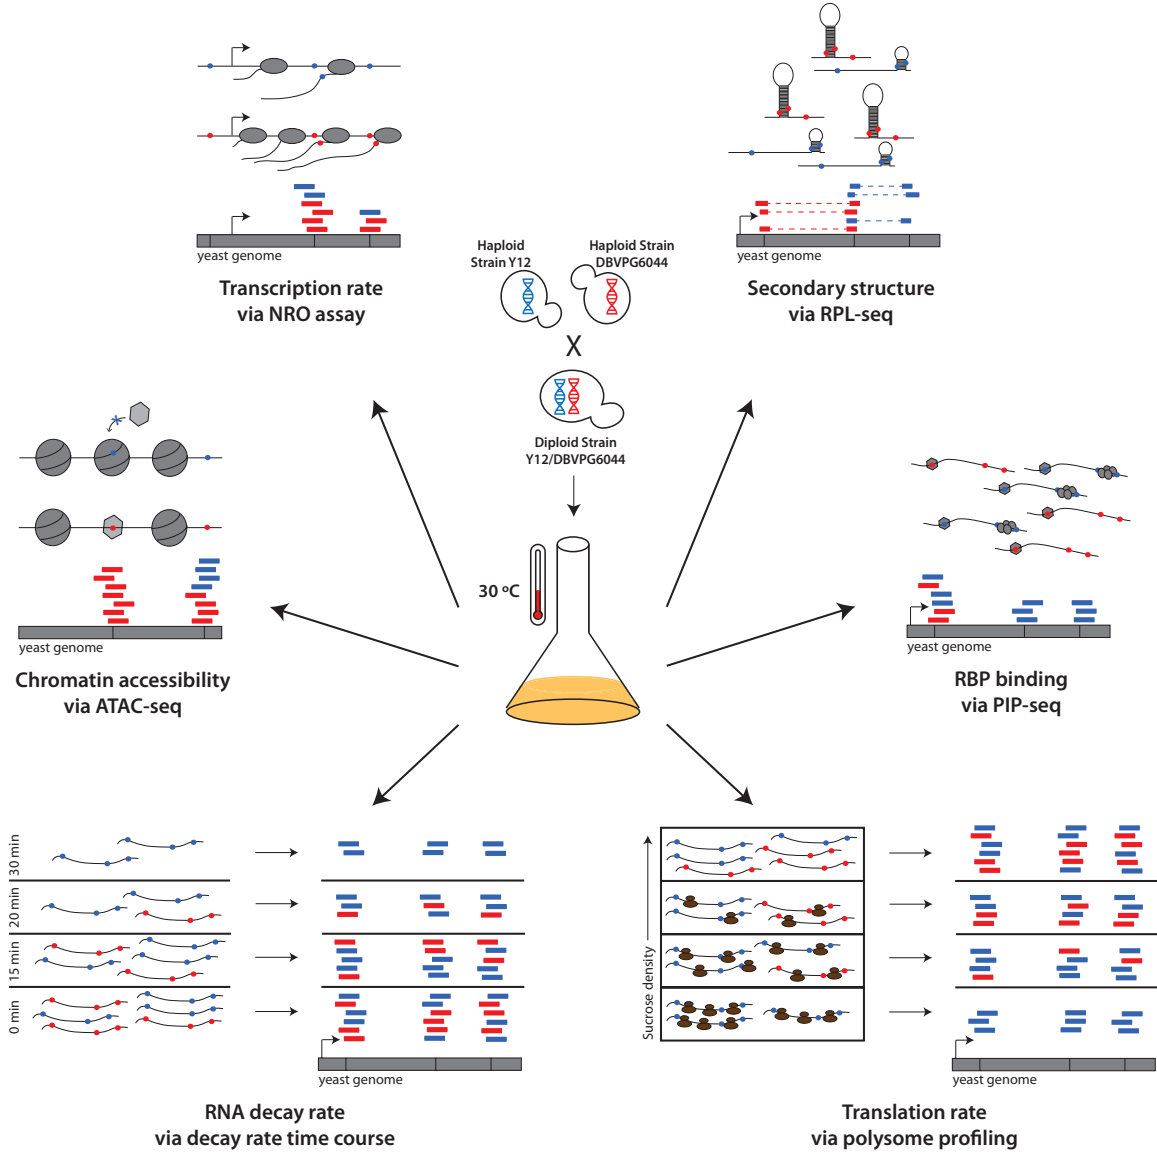 yeast genome
Transcription rate
via NRO assay
Haploid
Strain Y12
Haploid Strain
DBVPG6044
X
Diploid Strain
Y12/DBVPG6044
yeast genome
Secondary structure
via RPL-seq
30 ºC
yeast genome
Chromatin accessibility
via ATAC-seq
yeast genome
RBP binding
via PIP-seq
30 min
20 min
15 min
0 min
yeast genome
RNA decay rate
via decay rate time course
Sucrose density
yeast genome
Translation rate
via polysome profiling